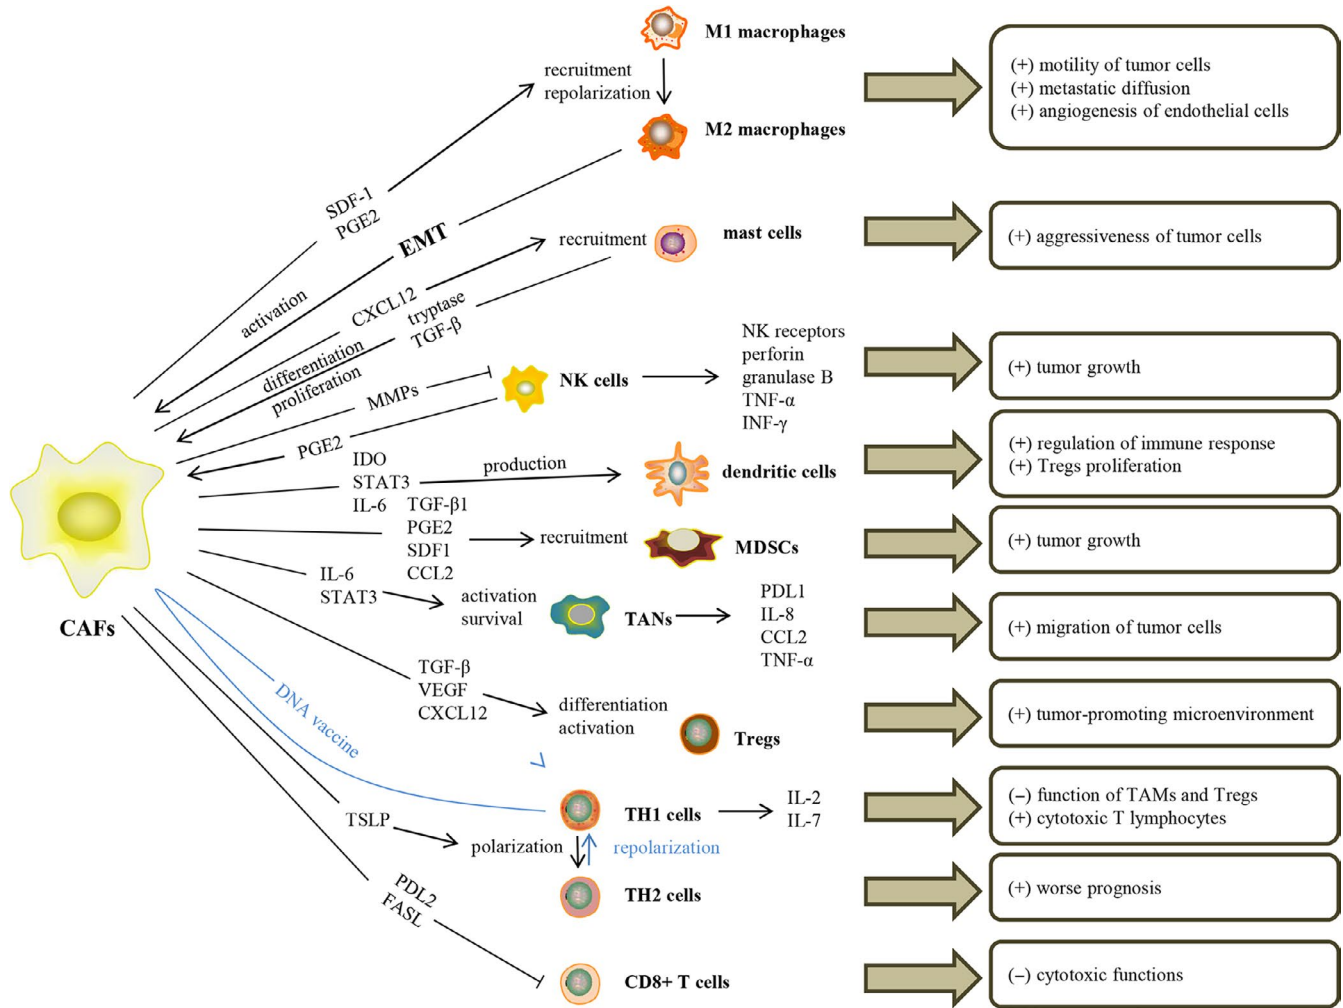 M1 macrophages
recruitment
repolarization
M2 macrophages
(+) motility of tumor cells
(+) metastatic diffusion
(+) angiogenesis of endothelial cells
SDF-1
PGE2
EMT
activation
recruitment
mast cells
(+) aggressiveness of tumor cells
CXCL12
tryptase
TGF-β
differentiation
proliferation
MMPs
NK cells
NK receptors
perforin
granulase B
TNF-α
INF-γ
(+) tumor growth
PGE2
IDO
STAT3
IL-6
production
dendritic cells
(+) regulation of immune response
(+) Tregs proliferation
TGF-β1
PGE2
SDF1
CCL2
recruitment
MDSCs
(+) tumor growth
CAFs
IL-6
STAT3
activation
survival
TANs
PDL1
IL-8
CCL2
TNF-α
(+) migration of tumor cells
TGF-β
VEGF
CXCL12
differentiation
activation
Tregs
(+) tumor-promoting microenvironment
DNA vaccine
TH1 cells
IL-2
IL-7
(−) function of TAMs and Tregs
(+) cytotoxic T lymphocytes
TSLP
polarization
repolarization
TH2 cells
(+) worse prognosis
PDL2
FASL
CD8+ T cells
(−) cytotoxic functions